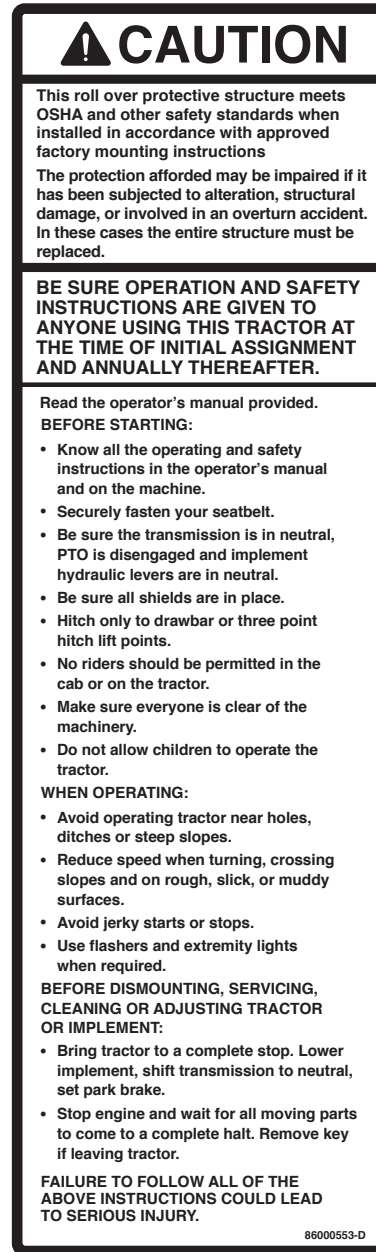 CAUTION
This roll over protective structure meets
OSHA and other safety standards when
installed in accordance with approved
factory mounting instructions
The protection afforded may be impaired if it
has been subjected to alteration, structural
damage, or involved in an overturn accident.
In these cases the entire structure must be
replaced.
BE SURE OPERATION AND SAFETY
INSTRUCTIONS ARE GIVEN TO
ANYONE USING THIS TRACTOR AT
THE TIME OF INITIAL ASSIGNMENT
AND ANNUALLY THEREAFTER.
Read the operator’s manual provided.
BEFORE STARTING:
• Know all the operating and safety
instructions in the operator’s manual
and on the machine.
• Securely fasten your seatbelt.
• Be sure the transmission is in neutral,
PTO is disengaged and implement
hydraulic levers are in neutral.
• Be sure all shields are in place.
• Hitch only to drawbar or three point
hitch lift points.
• No riders should be permitted in the
cab or on the tractor.
• Make sure everyone is clear of the
machinery.
• Do not allow children to operate the
tractor.
WHEN OPERATING:
• Avoid operating tractor near holes,
ditches or steep slopes.
• Reduce speed when turning, crossing
slopes and on rough, slick, or muddy
surfaces.
• Avoid jerky starts or stops.
• Use flashers and extremity lights
when required.
BEFORE DISMOUNTING, SERVICING,
CLEANING OR ADJUSTING TRACTOR
OR IMPLEMENT:
• Bring tractor to a complete stop. Lower
implement, shift transmission to neutral,
set park brake.
• Stop engine and wait for all moving parts
to come to a complete halt. Remove key
if leaving tractor.
FAILURE TO FOLLOW ALL OF THE
ABOVE INSTRUCTIONS COULD LEAD
TO SERIOUS INJURY.
86000553-D